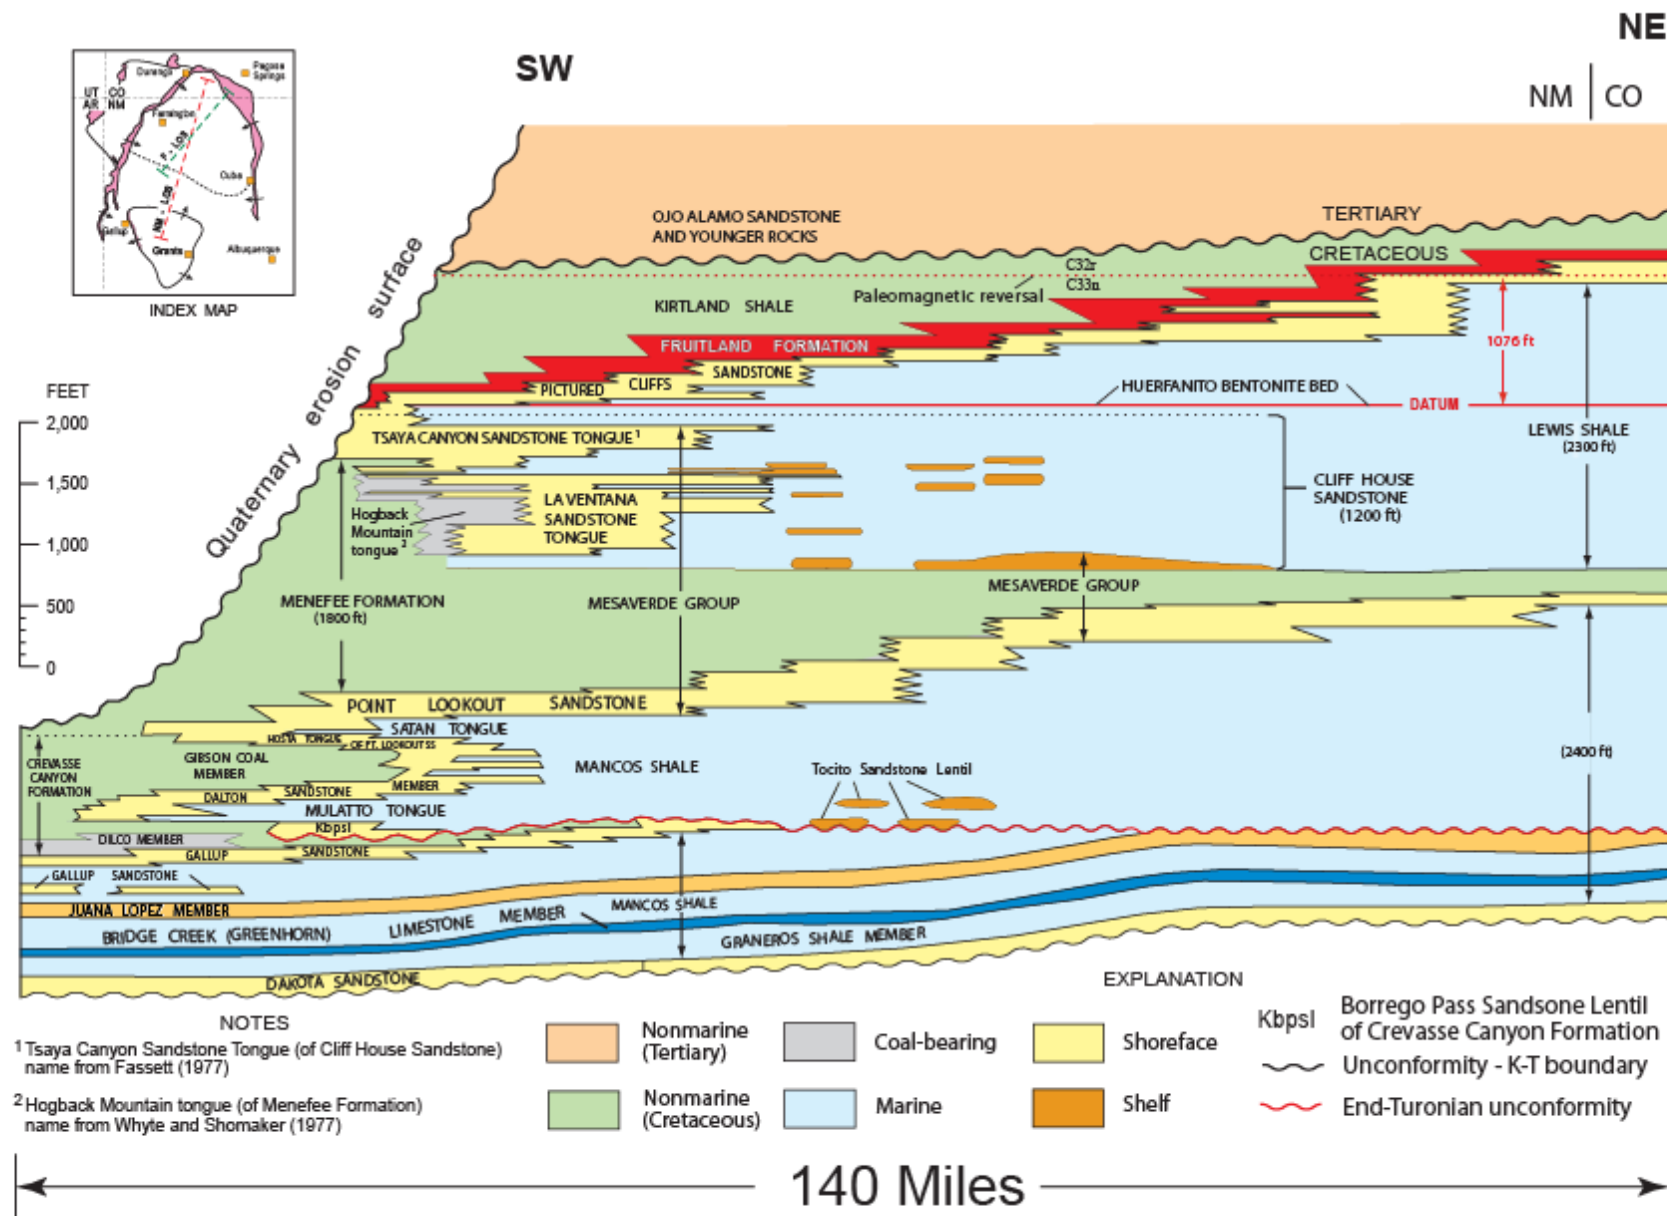 NE
SW
NM CO
Durango
Pagosa
Springs
UT CO
AR NM
Farmington
P - LOS
NM - LOS
Cuba
Gallup
Grants
Albuquerque
INDEX MAP
Quaternary erosion surface
OJO ALAMO SANDSTONE
AND YOUNGER ROCKS
TERTIARY
CRETACEOUS
C32r
C33n
Paleomagnetic reversal
KIRTLAND SHALE
FRUITLAND FORMATION
1076 ft
PICTURED CLIFFS SANDSTONE
HUERFANITO BENTONITE BED
DATUM
FEET
2,000
1,500
1,000
500
0
TSAYA CANYON SANDSTONE TONGUE 1
LEWIS SHALE
(2300 ft)
CLIFF HOUSE
SANDSTONE
(1200 ft)
LA VENTANA
SANDSTONE
TONGUE
Hogback
Mountain
tongue 2
MENEFEE FORMATION
(1800 ft)
MESAVERDE GROUP
MESAVERDE GROUP
POINT LOOKOUT SANDSTONE
SATAN TONGUE
HOSTA TONGUE OF PT. LOOKOUT SS
CREVASSE
CANYON
FORMATION
GIBSON COAL
MEMBER
MANCOS SHALE
(2400 ft)
Tocito Sandstone Lentil
DALTON SANDSTONE MEMBER
MULATTO TONGUE
Kbpsl
DILCO MEMBER
GALLUP SANDSTONE
GALLUP SANDSTONE
JUANA LOPEZ MEMBER
MANCOS SHALE
BRIDGE CREEK (GREENHORN) LIMESTONE MEMBER
GRANEROS SHALE MEMBER
DAKOTA SANDSTONE
NOTES
1 Tsaya Canyon Sandstone Tongue (of Cliff House Sandstone)
name from Fassett (1977)
2 Hogback Mountain tongue (of Menefee Formation)
name from Whyte and Shomaker (1977)
EXPLANATION
Nonmarine
(Tertiary)
Coal-bearing
Shoreface
Nonmarine
(Cretaceous)
Marine
Shelf
Kbpsl
Borrego Pass Sandsone Lentil
of Crevasse Canyon Formation
Unconformity - K-T boundary
End-Turonian unconformity
140 Miles